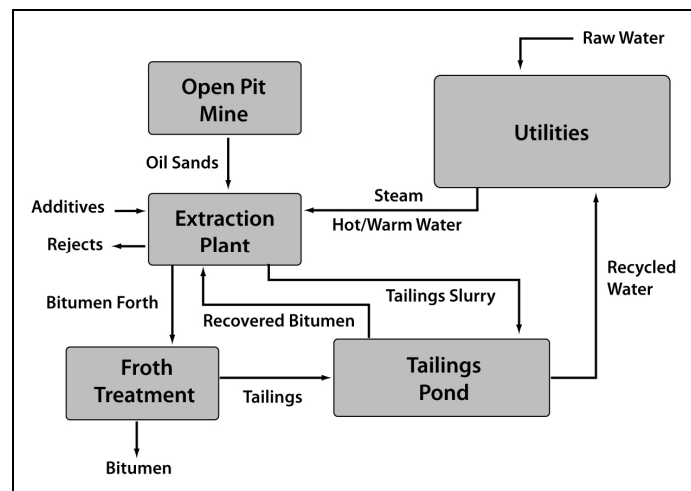 Raw Water
Open Pit
Mine
Utilities
Oil Sands
Steam
Hot/Warm Water
Additives
Extraction
Plant
Rejects
Recycled
Water
Bitumen Forth
Recovered Bitumen
Tailings Slurry
Froth
Treatment
Tailings
Tailings
Pond
Bitumen